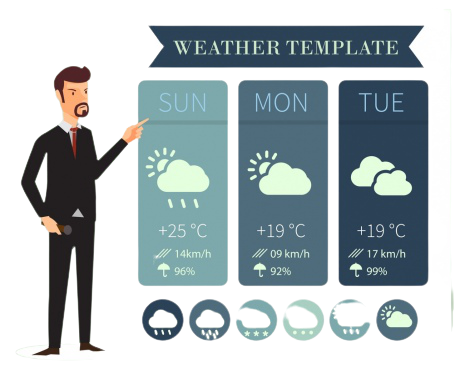 WEATHER TEMPLATE
SUN MON TUE
+25 °C +19 °C +19 °C
14km/h 09 km/h 17 km/h
96% 92% 99%